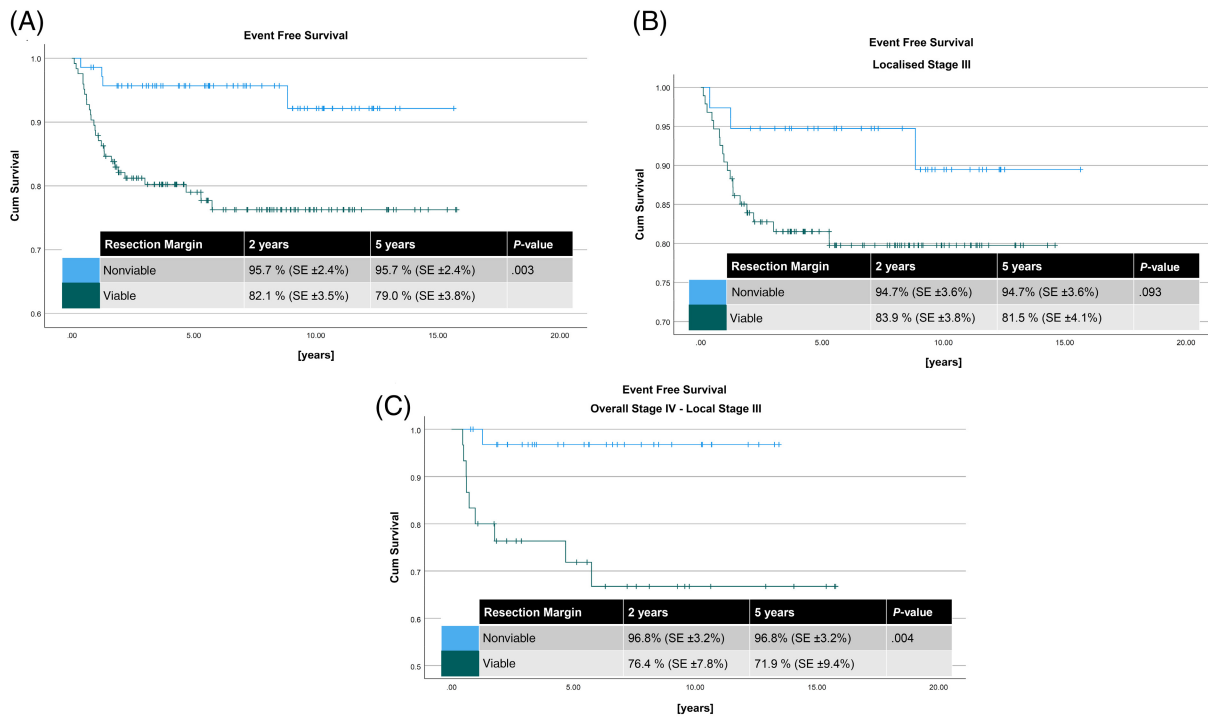 (A)
Event Free Survival
Cum Survival
1.0
0.9
0.8
0.7
0.6
Resection Margin 2 years 5 years P-value
Nonviable 95.7 % (SE ±2.4%) 95.7 % (SE ±2.4%) .003
Viable 82.1 % (SE ±3.5%) 79.0 % (SE ±3.8%)
.00 5.00 10.00 15.00 20.00
[years]
(B)
Event Free Survival
Localised Stage III
Cum Survival
1.00
0.95
0.90
0.85
0.80
0.75
0.70
Resection Margin 2 years 5 years P-value
Nonviable 94.7% (SE ±3.6%) 94.7% (SE ±3.6%) .093
Viable 83.9 % (SE ±3.8%) 81.5 % (SE ±4.1%)
.00 5.00 10.00 15.00 20.00
[years]
(C)
Event Free Survival
Overall Stage IV - Local Stage III
Cum Survival
1.0
0.9
0.8
0.7
0.6
0.5
Resection Margin 2 years 5 years P-value
Nonviable 96.8% (SE ±3.2%) 96.8% (SE ±3.2%) .004
Viable 76.4 % (SE ±7.8%) 71.9 % (SE ±9.4%)
.00 5.00 10.00 15.00 20.00
[years]